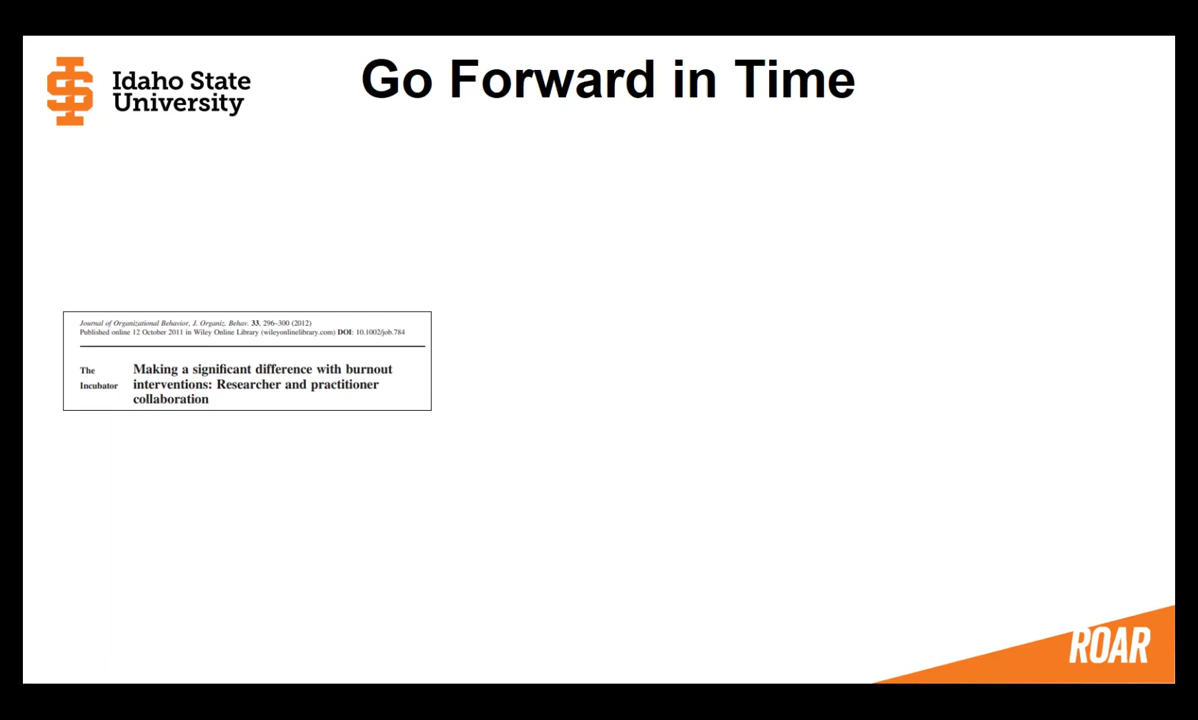 Idaho State
University
Go Forward in Time
Journal of Organizational Behavior, J. Organiz. Behav. 33, 296–300 (2012)
Published online 12 October 2011 in Wiley Online Library (wileyonlinelibrary.com) DOI: 10.1002/job.784
The
Incubator
Making a significant difference with burnout
interventions: Researcher and practitioner
collaboration
ROAR